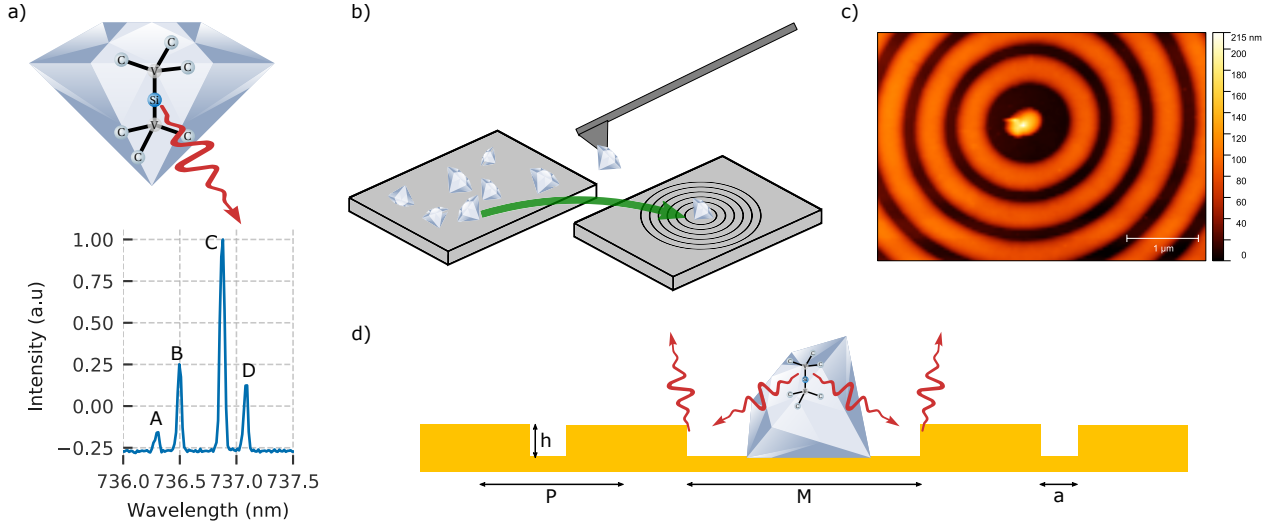 a)
C
C
V
C
Si
V
C
C
C
Intensity (a.u)
1.00
0.75
0.50
0.25
0.00
−0.25
A
B
C
D
736.0 736.5 737.0 737.5
Wavelength (nm)
b)
c)
1 µm
215 nm
200
180
160
140
120
100
80
60
40
20
0
d)
h
P
M
a